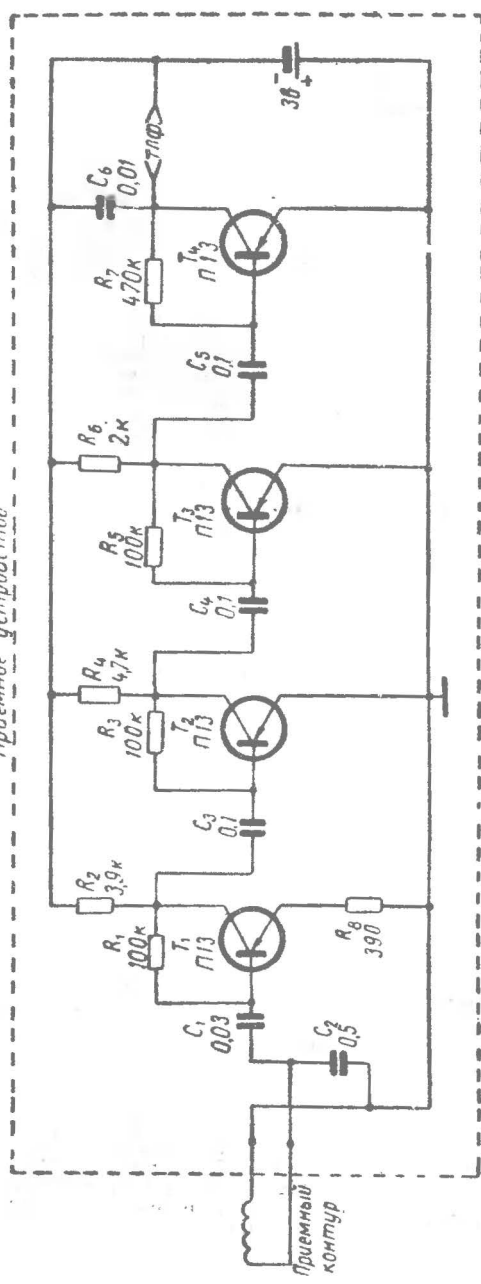 Приемное устройство
Приемный
контур
C₁
0,03
C₂
0,5
R₁
100к
R₂
3,9к
T₁
П13
R₈
390
C₃
0,1
R₃
100к
R₄
4,7к
T₂
П13
C₄
0,1
R₅
100к
R₆
2к
T₃
П13
C₅
0,1
R₇
470к
C₆
0,01
T₄
П13
ТЛФ
3в
-
+